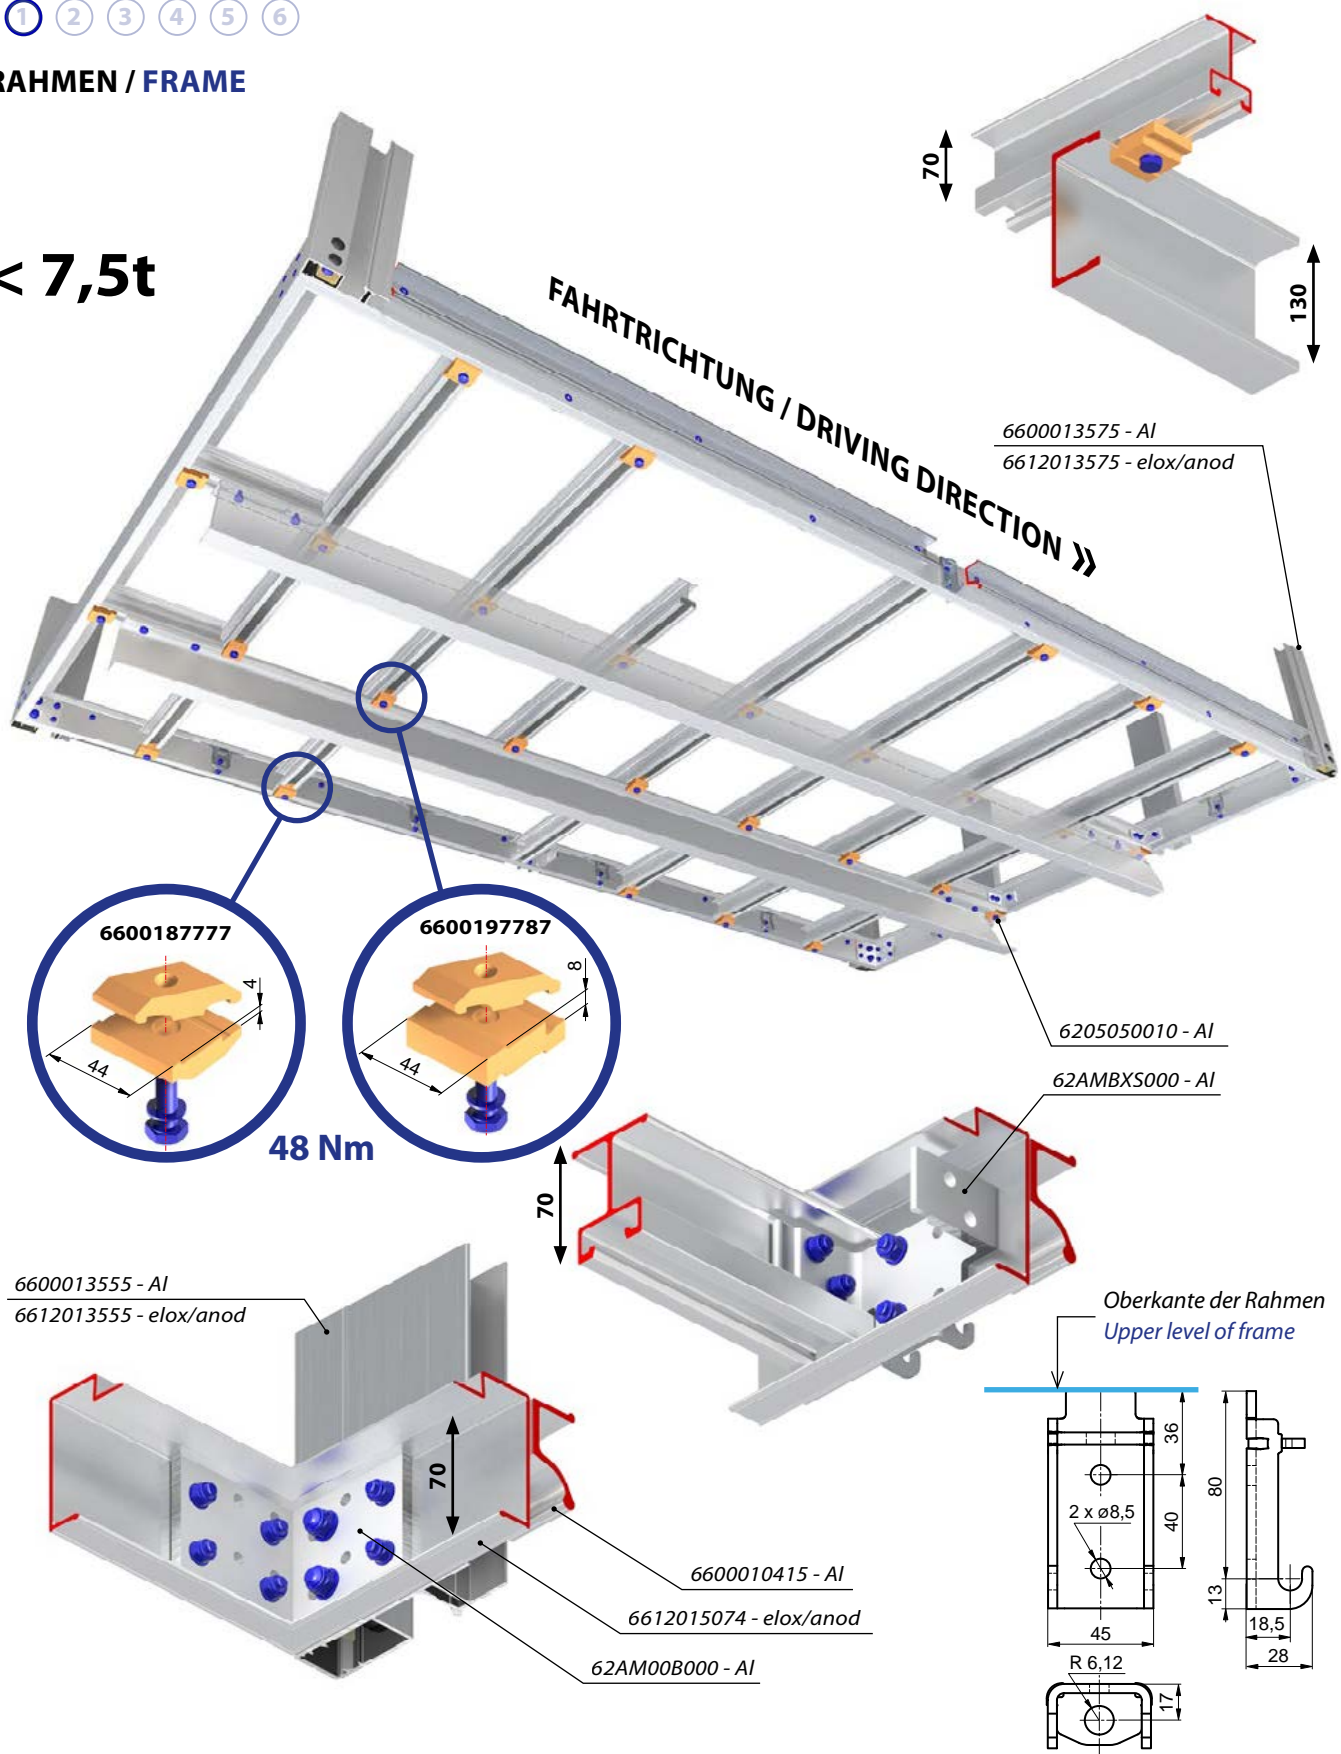 1 2 3 4 5 6
RAHMEN / FRAME
< 7,5t
70
130
FAHRTRICHTUNG / DRIVING DIRECTION »
6600013575 - Al
6612013575 - elox/anod
6600187777
4
44
6600197787
8
44
48 Nm
6205050010 - Al
62AMBXS000 - Al
70
6600013555 - Al
6612013555 - elox/anod
70
Oberkante der Rahmen
Upper level of frame
36
80
2 x ø8,5
40
13
18,5
45
28
R 6,12
17
6600010415 - Al
6612015074 - elox/anod
62AM00B000 - Al